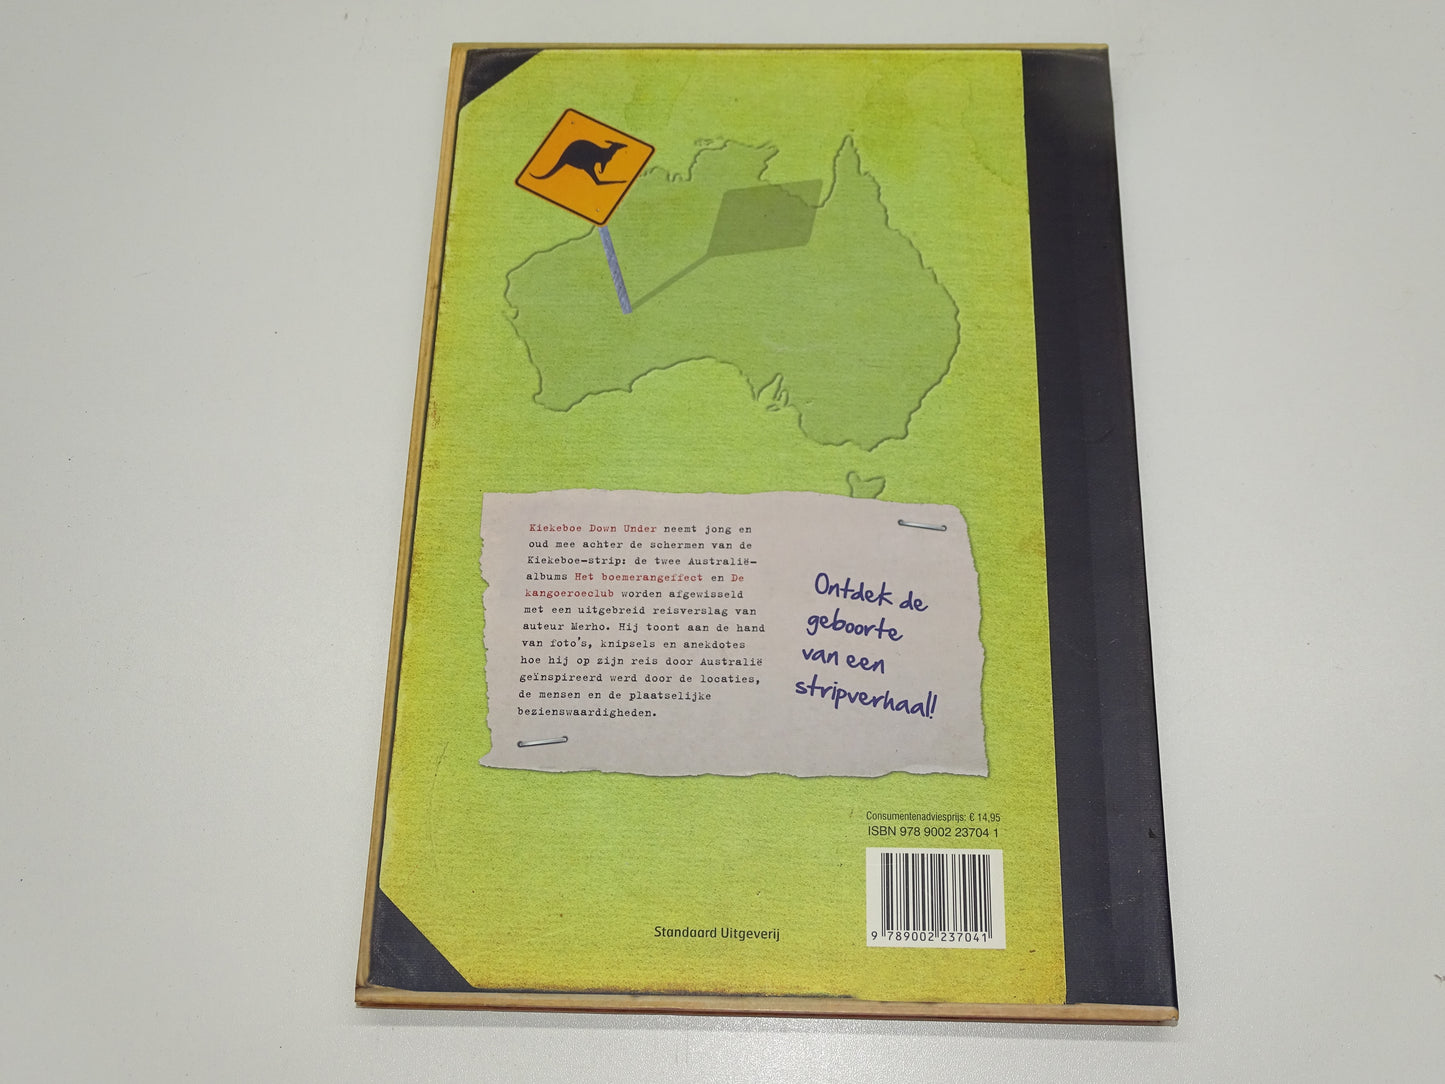 Kiekeboe Down Under neemt jong en
oud mee achter de schermen van de
Kiekeboe-strip: de twee Australië-
albums Het boemerangeffect en De
kangoeroeclub worden afgewisseld
met een uitgebreid reisverslag van
auteur Merho. Hij toont aan de hand
van foto's, knipsels en anekdotes
hoe hij op zijn reis door Australië
geïnspireerd werd door de locaties,
de mensen en de plaatselijke
bezienswaardigheden.
Ontdek de
geboorte
van een
stripverhaal!
Consumentenadviesprijs: € 14,95
ISBN 978 9002 23704 1
9 789002 237041
Standaard Uitgeverij